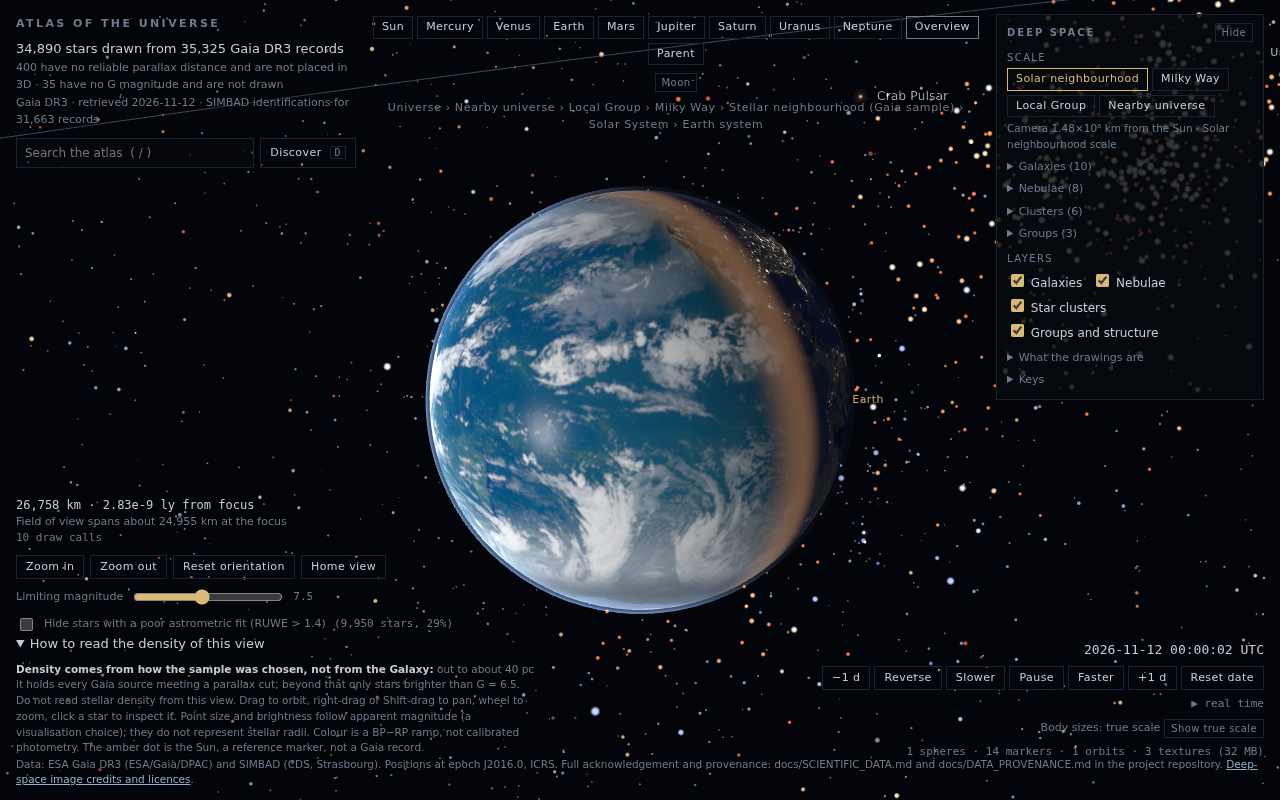 ATLAS OF THE UNIVERSE
34,890 stars drawn from 35,325 Gaia DR3 records
400 have no reliable parallax distance and are not placed in
3D · 35 have no G magnitude and are not drawn
Gaia DR3 · retrieved 2026-11-12 · SIMBAD identifications for
31,663 records
Search the atlas ( / )
Discover D
Sun Mercury Venus Earth Mars Jupiter Saturn Uranus Neptune Overview
Parent
Moon
Universe › Nearby universe › Local Group › Milky Way › Stellar neighbourhood (Gaia sample) ›
Solar System › Earth system
Crab Pulsar
Earth
DEEP SPACE
Hide
SCALE
Solar neighbourhood Milky Way
Local Group Nearby universe
Camera 1.48×10⁸ km from the Sun · Solar
neighbourhood scale
▶ Galaxies (10)
▶ Nebulae (8)
▶ Clusters (6)
▶ Groups (3)
LAYERS
Galaxies Nebulae
Star clusters
Groups and structure
▶ What the drawings are
▶ Keys
26,758 km · 2.83e-9 ly from focus
Field of view spans about 24,955 km at the focus
10 draw calls
Zoom in Zoom out Reset orientation Home view
Limiting magnitude 7.5
Hide stars with a poor astrometric fit (RUWE > 1.4) (9,950 stars, 29%)
▼ How to read the density of this view
Density comes from how the sample was chosen, not from the Galaxy: out to about 40 pc
it holds every Gaia source meeting a parallax cut; beyond that only stars brighter than G = 6.5.
Do not read stellar density from this view. Drag to orbit, right-drag or Shift-drag to pan, wheel to
zoom, click a star to inspect it. Point size and brightness follow apparent magnitude (a
visualisation choice); they do not represent stellar radii. Colour is a BP−RP ramp, not calibrated
photometry. The amber dot is the Sun, a reference marker, not a Gaia record.
Data: ESA Gaia DR3 (ESA/Gaia/DPAC) and SIMBAD (CDS, Strasbourg). Positions at epoch J2016.0, ICRS. Full acknowledgement and provenance: docs/SCIENTIFIC_DATA.md and docs/DATA_PROVENANCE.md in the project repository. Deep-
space image credits and licences.
2026-11-12 00:00:02 UTC
−1 d Reverse Slower Pause Faster +1 d Reset date
▶ real time
Body sizes: true scale Show true scale
1 spheres · 14 markers · 1 orbits · 3 textures (32 MB)